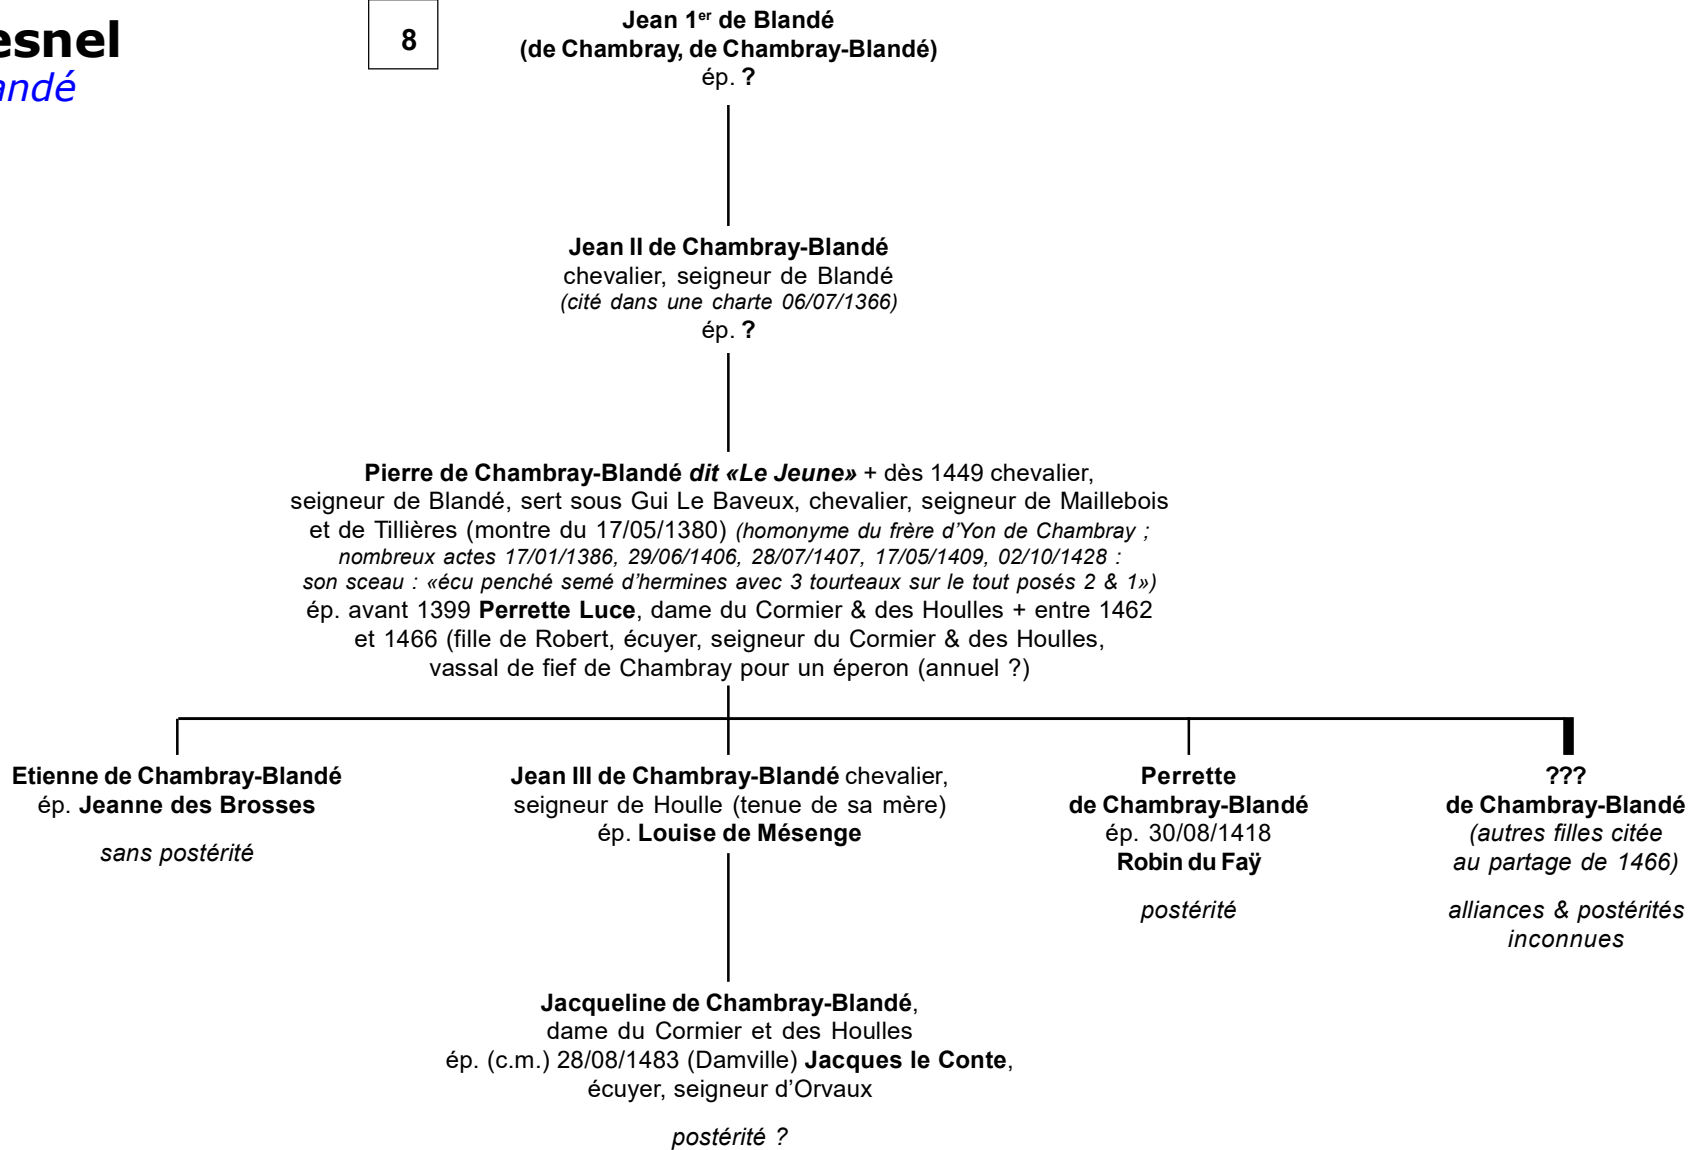 esnel
andé
8
Jean 1er de Blandé
(de Chambray, de Chambray-Blandé)
ép. ?
Jean II de Chambray-Blandé
chevalier, seigneur de Blandé
(cité dans une charte 06/07/1366)
ép. ?
Pierre de Chambray-Blandé dit «Le Jeune» + dès 1449 chevalier,
seigneur de Blandé, sert sous Gui Le Baveux, chevalier, seigneur de Maillebois
et de Tillières (montre du 17/05/1380) (homonyme du frère d’Yon de Chambray ;
nombreux actes 17/01/1386, 29/06/1406, 28/07/1407, 17/05/1409, 02/10/1428 :
son sceau : «écu penché semé d’hermines avec 3 tourteaux sur le tout posés 2 & 1»)
ép. avant 1399 Perrette Luce, dame du Cormier & des Houlles + entre 1462
et 1466 (fille de Robert, écuyer, seigneur du Cormier & des Houlles,
vassal de fief de Chambray pour un éperon (annuel ?)
Etienne de Chambray-Blandé
ép. Jeanne des Brosses
sans postérité
Jean III de Chambray-Blandé chevalier,
seigneur de Houlle (tenue de sa mère)
ép. Louise de Mésenge
Perrette
de Chambray-Blandé
ép. 30/08/1418
Robin du Faÿ
postérité
???
de Chambray-Blandé
(autres filles citée
au partage de 1466)
alliances & postérités
inconnues
Jacqueline de Chambray-Blandé,
dame du Cormier et des Houlles
ép. (c.m.) 28/08/1483 (Damville) Jacques le Conte,
écuyer, seigneur d’Orvaux
postérité ?